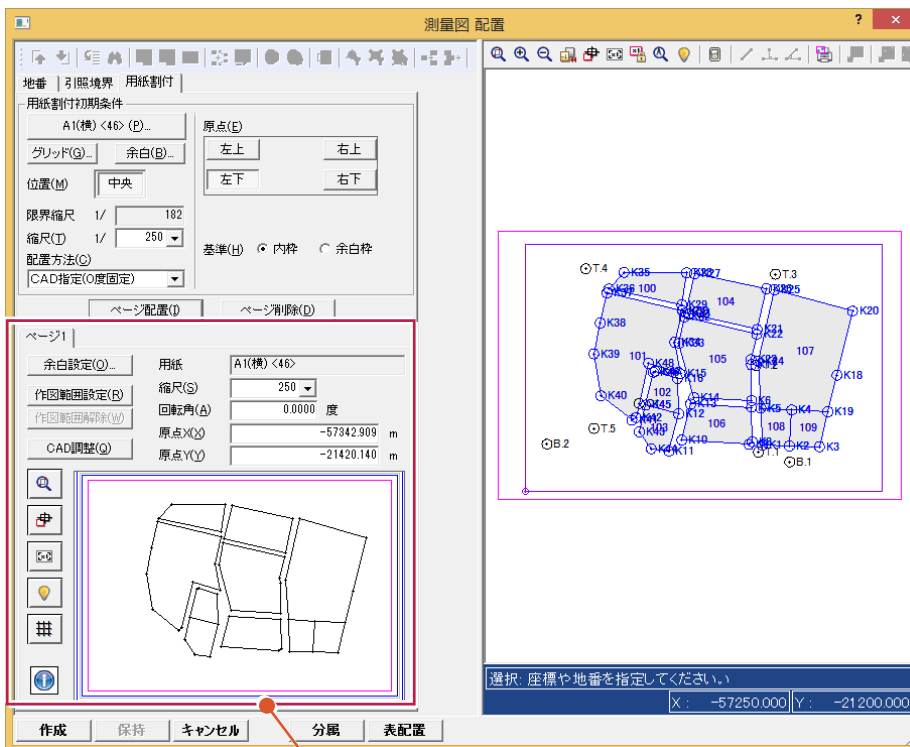 測量図 配置
? ×
地番 引照境界 用紙割付
用紙割付初期条件
A1(横) <46> (P)...
グリッド(G)... 余白(B)...
位置(M) 中央
限界縮尺 1/ 182
縮尺(T) 1/ 250
配置方法(C)
CAD指定(0度固定)
原点(E)
左上 右上
左下 右下
基準(H) 内枠 余白枠
ページ配置(I) ページ削除(D)
ページ1
余白設定(O)...
作図範囲設定(R)
作図範囲解除(W)
CAD調整(Q)
用紙 A1(横) <46>
縮尺(S) 250
回転角(A) 0.0000 度
原点X(X) -57342.909 m
原点Y(Y) -21420.140 m
作成 保持 キャンセル 分属 表配置
T.4 K35 K27 T.3
K36 100 K25 K20
K29 104
K38 K21
K22 107
K39 101 K48 105
K15 K12 K18
K16
K40 102 K14 K6
K45 K13 K5 K4 K19
K12
T.5 K43 103 106 108 109
B.2 K10 K2 K3
K11 T.1 B.1
選択: 座標や地番を指定してください。
X : -57250.000 Y : -21200.000